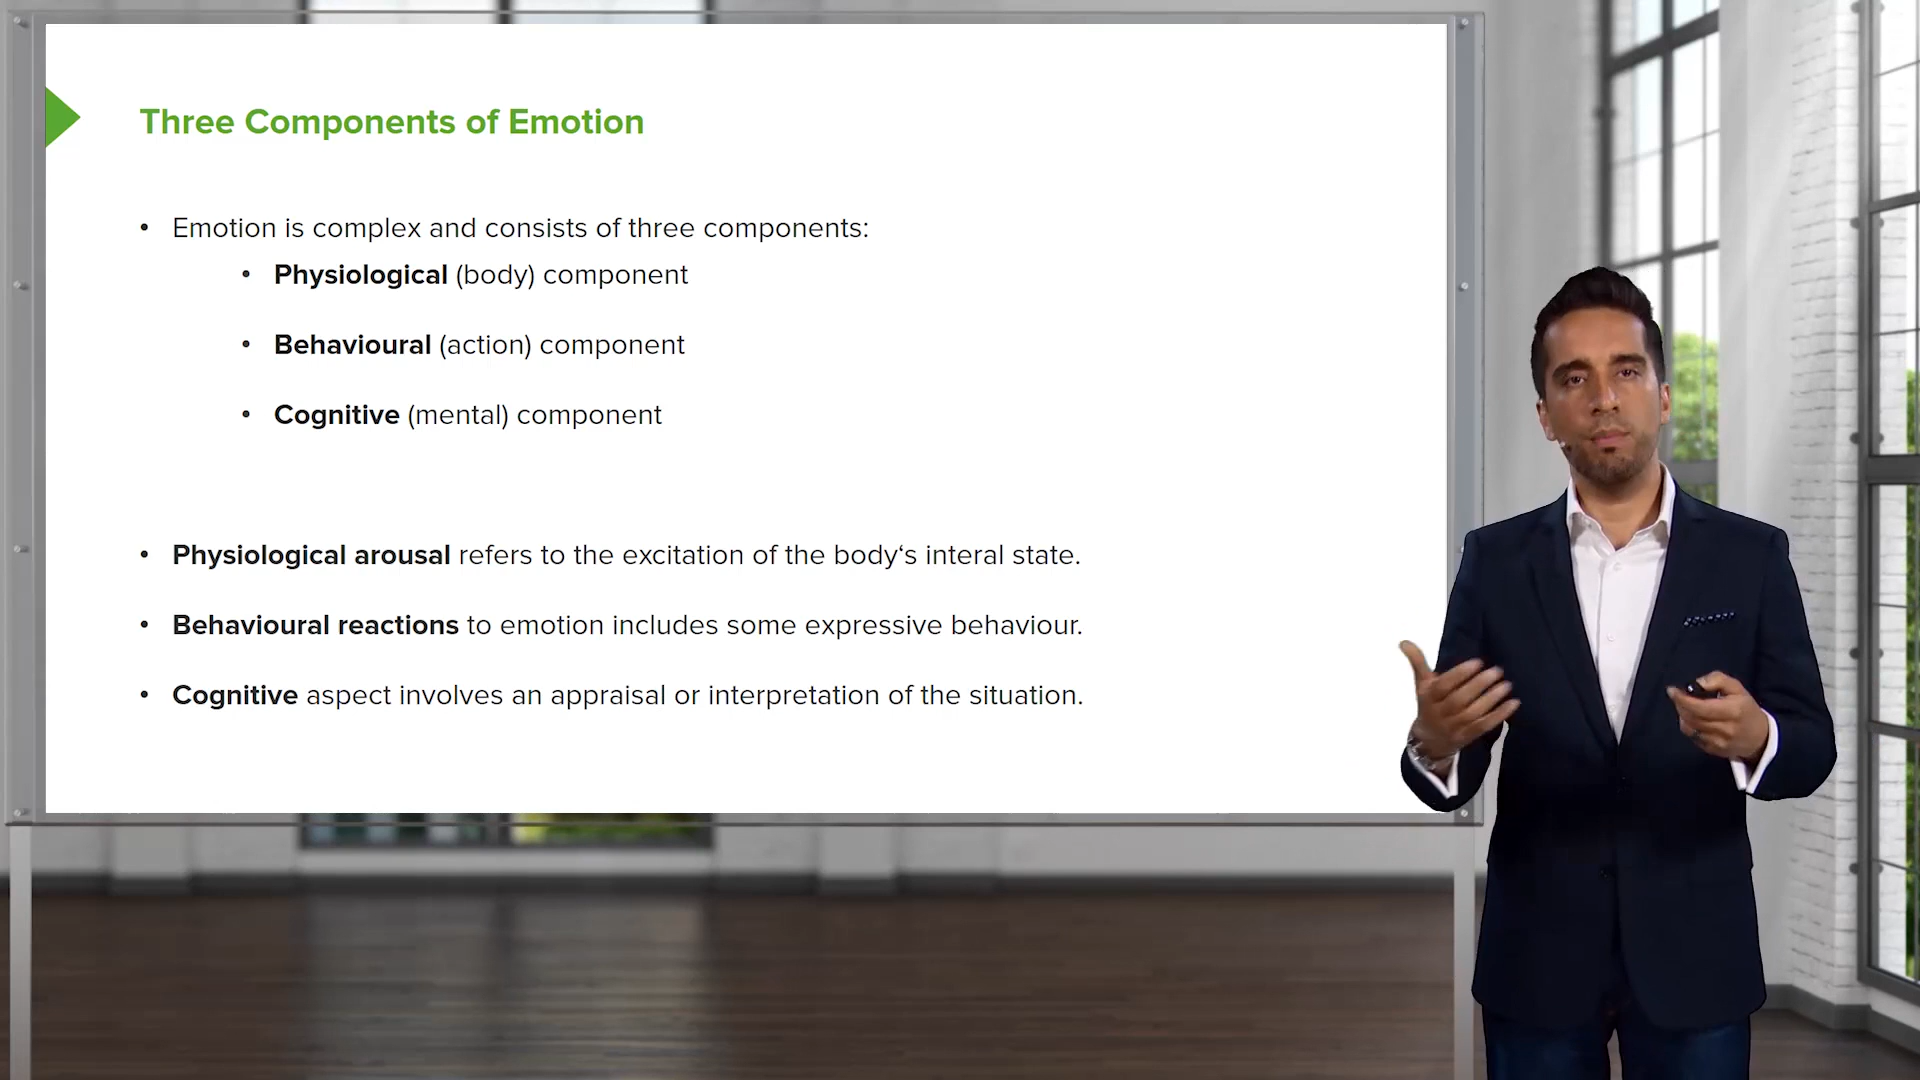 Three Components of Emotion
• Emotion is complex and consists of three components:
• Physiological (body) component
• Behavioural (action) component
• Cognitive (mental) component
• Physiological arousal refers to the excitation of the body‘s interal state.
• Behavioural reactions to emotion includes some expressive behaviour.
• Cognitive aspect involves an appraisal or interpretation of the situation.